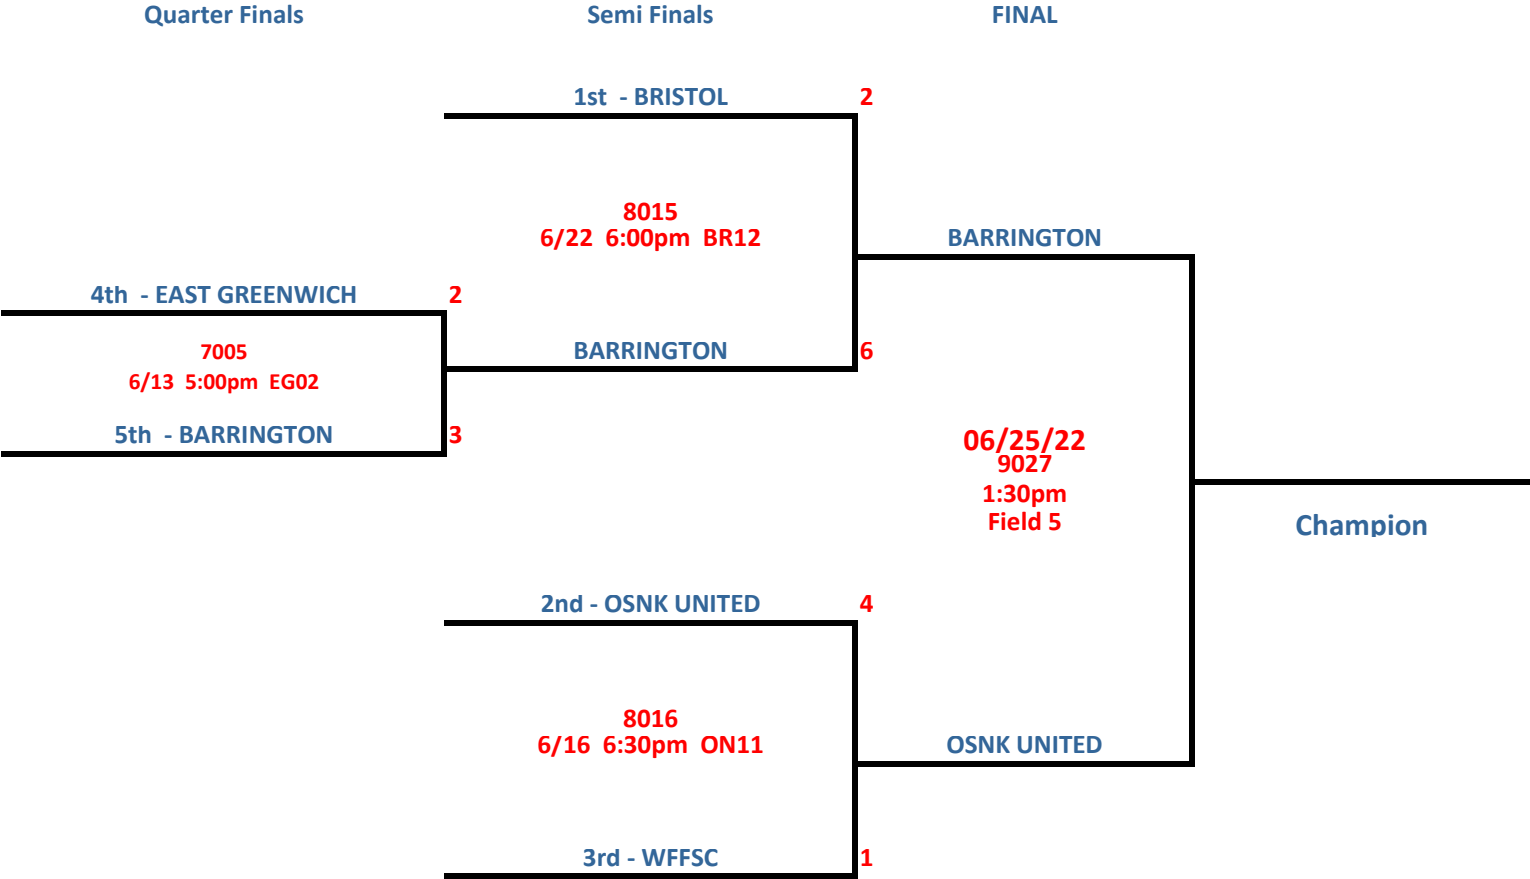 Quarter Finals
Semi Finals
FINAL
1st - BRISTOL
2
8015
6/22 6:00pm BR12
BARRINGTON
4th - EAST GREENWICH
2
7005
6/13 5:00pm EG02
BARRINGTON
6
5th - BARRINGTON
3
06/25/22
9027
1:30pm
Field 5
Champion
2nd - OSNK UNITED
4
8016
6/16 6:30pm ON11
OSNK UNITED
3rd - WFFSC
1